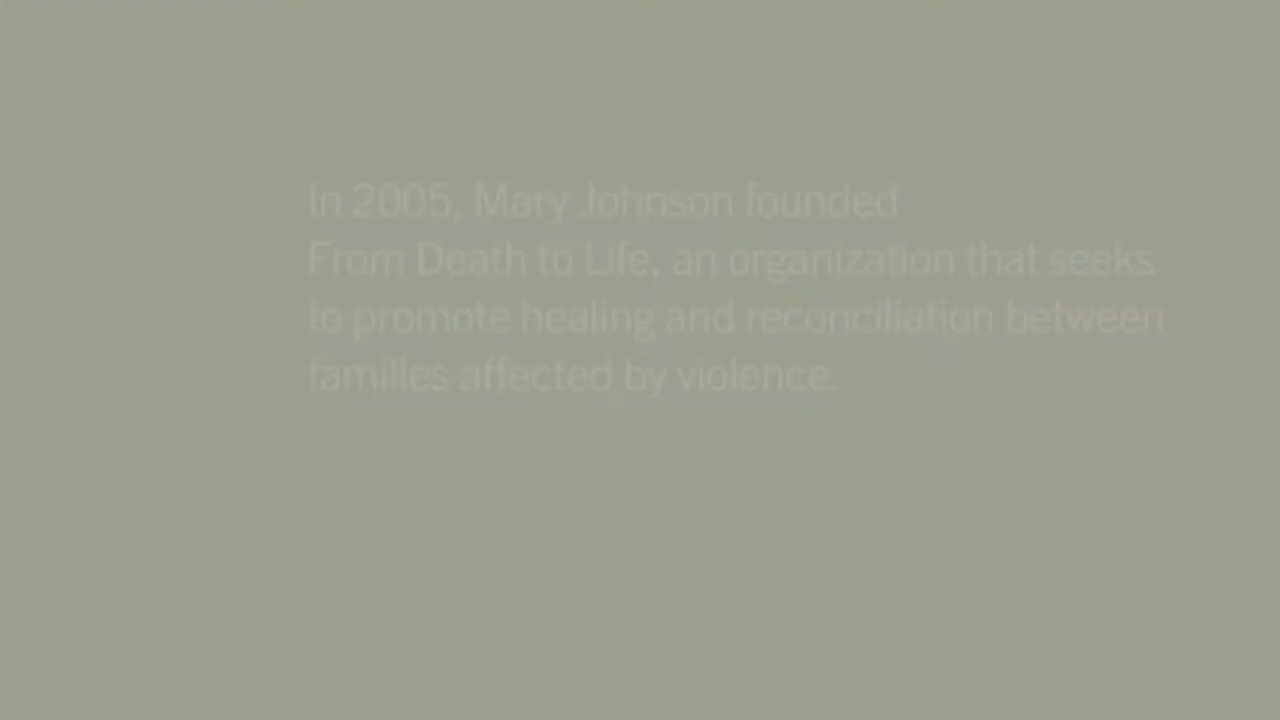 In 2005, Mary Johnson founded
From Death to Life, an organization that seeks
to promote healing and reconciliation between
families affected by violence.